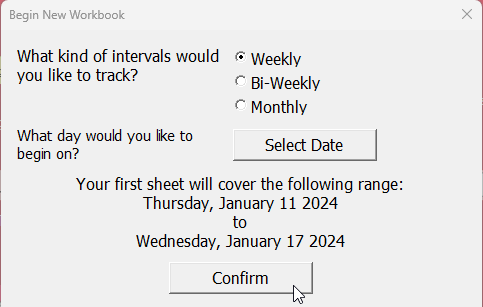 Begin New Workbook
What kind of intervals would
you like to track?
Weekly
Bi-Weekly
Monthly
What day would you like to
begin on?
Select Date
Your first sheet will cover the following range:
Thursday, January 11 2024
to
Wednesday, January 17 2024
Confirm